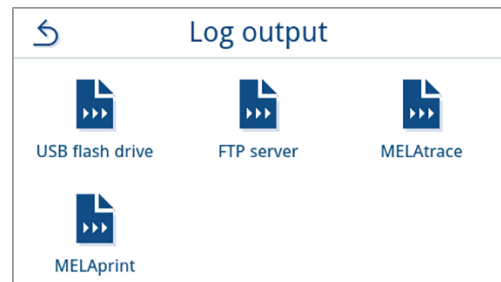 Log output
USB flash drive
FTP server
MELAtrace
MELAprint